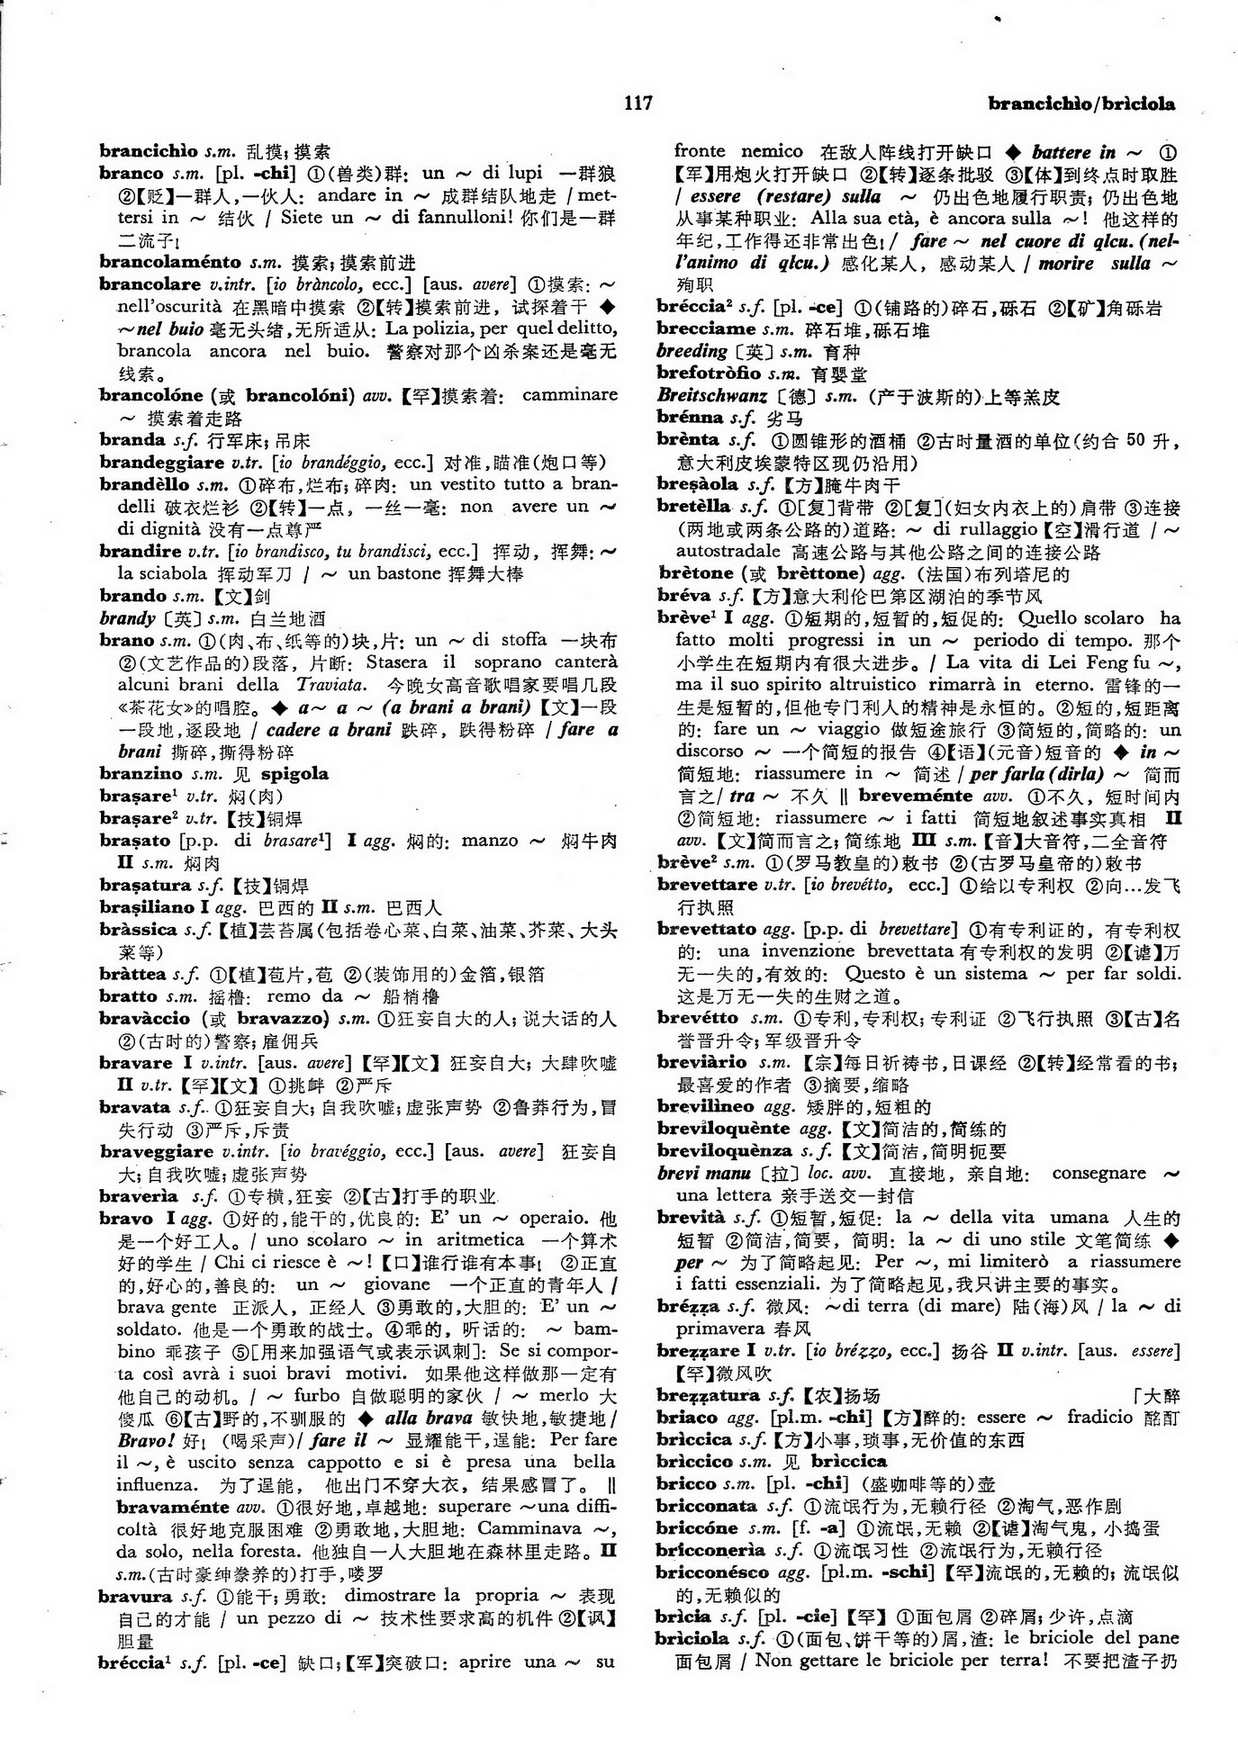 117
brancichìo/brìciola
brancichìo s.m. 乱摸；摸索
branco s.m. [pl. -chi] ①(兽类)群: un ～ di lupi 一群狼
②【贬】一群人,一伙人: andare in ～ 成群结队地走 / met-
tersi in ～ 结伙 / Siete un ～ di fannulloni! 你们是一群
二流子!
brancolaménto s.m. 摸索；摸索前进
brancolare v.intr. [io bràncolo, ecc.] [aus. avere] ①摸索: ～
nell'oscurità 在黑暗中摸索 ②【转】摸索前进, 试探着干 ◆
～nel buio 毫无头绪,无所适从: La polizia, per quel delitto,
brancola ancora nel buio. 警察对那个凶杀案还是毫无
线索。
brancolóne (或 brancolóni) avv.【罕】摸索着: camminare
～ 摸索着走路
branda s.f. 行军床；吊床
brandeggiare v.tr. [io brandéggio, ecc.] 对准,瞄准(炮口等)
brandèllo s.m. ①碎布,烂布；碎肉: un vestito tutto a bran-
delli 破衣烂衫 ②【转】一点, 一丝一毫: non avere un ～
di dignità 没有一点尊严
brandire v.tr. [io brandisco, tu brandisci, ecc.] 挥动, 挥舞: ～
la sciabola 挥动军刀 / ～ un bastone 挥舞大棒
brando s.m.【文】剑
brandy〔英〕s.m. 白兰地酒
brano s.m. ①(肉、布、纸等的)块,片: un ～ di stoffa 一块布
②(文艺作品的)段落, 片断: Stasera il soprano canterà
alcuni brani della Traviata. 今晚女高音歌唱家要唱几段
《茶花女》的唱腔。◆ a～ a ～ (a brani a brani)【文】一段
一段地,逐段地 / cadere a brani 跌碎, 跌得粉碎 / fare a
brani 撕碎,撕得粉碎
branzino s.m. 见 spigola
braṣare¹ v.tr. 焖(肉)
braṣare² v.tr.【技】铜焊
braṣato [p.p. di brasare¹] I agg. 焖的: manzo ～ 焖牛肉
II s.m. 焖肉
braṣatura s.f.【技】铜焊
braṣiliano I agg. 巴西的 II s.m. 巴西人
bràssica s.f.【植】芸苔属(包括卷心菜、白菜、油菜、芥菜、大头
菜等)
bràttea s.f. ①【植】苞片,苞 ②(装饰用的)金箔,银箔
bratto s.m. 摇橹: remo da ～ 船梢橹
bravàccio (或 bravazzo) s.m. ①狂妄自大的人；说大话的人
②(古时的)警察；雇佣兵
bravare I v.intr. [aus. avere]【罕】【文】 狂妄自大；大肆吹嘘
II v.tr.【罕】【文】 ①挑衅 ②严斥
bravata s.f. ①狂妄自大；自我吹嘘；虚张声势 ②鲁莽行为,冒
失行动 ③严斥,斥责
braveggiare v.intr. [io bravéggio, ecc.] [aus. avere] 狂妄自
大；自我吹嘘；虚张声势
braverìa s.f. ①专横,狂妄 ②【古】打手的职业
bravo I agg. ①好的,能干的,优良的: E' un ～ operaio. 他
是一个好工人。/ uno scolaro ～ in aritmetica 一个算术
好的学生 / Chi ci riesce è ～!【口】谁行谁有本事! ②正直
的,好心的,善良的: un ～ giovane 一个正直的青年人 /
brava gente 正派人, 正经人 ③勇敢的,大胆的: E' un ～
soldato. 他是一个勇敢的战士。④乖的, 听话的: ～ bam-
bino 乖孩子 ⑤[用来加强语气或表示讽刺]: Se si compor-
ta così avrà i suoi bravi motivi. 如果他这样做那一定有
他自己的动机。/ ～ furbo 自做聪明的家伙 / ～ merlo 大
傻瓜 ⑥【古】野的,不驯服的 ◆ alla brava 敏快地,敏捷地 /
Bravo! 好! (喝采声)/ fare il ～ 显耀能干,逞能: Per fare
il ～, è uscito senza cappotto e si è presa una bella
influenza. 为了逞能, 他出门不穿大衣, 结果感冒了。‖
bravaménte avv. ①很好地,卓越地: superare ～una diffi-
coltà 很好地克服困难 ②勇敢地,大胆地: Camminava ～,
da solo, nella foresta. 他独自一人大胆地在森林里走路。II
s.m.(古时豪绅豢养的)打手,喽罗
bravura s.f. ①能干；勇敢: dimostrare la propria ～ 表现
自己的才能 / un pezzo di ～ 技术性要求高的机件 ②【讽】
胆量
bréccia¹ s.f. [pl. -ce] 缺口；【军】突破口: aprire una ～ su
fronte nemico 在敌人阵线打开缺口 ◆ battere in ～ ①
【军】用炮火打开缺口 ②【转】逐条批驳 ③【体】到终点时取胜
/ essere (restare) sulla ～ 仍出色地履行职责；仍出色地
从事某种职业: Alla sua età, è ancora sulla ～! 他这样的
年纪,工作得还非常出色!/ fare ～ nel cuore di qlcu. (nel-
l'animo di qlcu.) 感化某人, 感动某人 / morire sulla ～
殉职
bréccia² s.f. [pl. -ce] ①(铺路的)碎石,砾石 ②【矿】角砾岩
brecciame s.m. 碎石堆,砾石堆
breeding〔英〕s.m. 育种
brefotròfio s.m. 育婴堂
Breitschwanz〔德〕s.m. (产于波斯的)上等羔皮
brénna s.f. 劣马
brènta s.f. ①圆锥形的酒桶 ②古时量酒的单位(约合 50 升,
意大利皮埃蒙特区现仍沿用)
breṣàola s.f.【方】腌牛肉干
bretèlla s.f. ①[复]背带 ②[复](妇女内衣上的)肩带 ③连接
(两地或两条公路的)道路: ～ di rullaggio【空】滑行道 / ～
autostradale 高速公路与其他公路之间的连接公路
brètone (或 brèttone) agg. (法国)布列塔尼的
bréva s.f.【方】意大利伦巴第区湖泊的季节风
brève¹ I agg. ①短期的,短暂的,短促的: Quello scolaro ha
fatto molti progressi in un ～ periodo di tempo. 那个
小学生在短期内有很大进步。/ La vita di Lei Feng fu ～,
ma il suo spirito altruistico rimarrà in eterno. 雷锋的一
生是短暂的,但他专门利人的精神是永恒的。②短的,短距离
的: fare un ～ viaggio 做短途旅行 ③简短的,简略的: un
discorso ～ 一个简短的报告 ④【语】(元音)短音的 ◆ in ～
简短地: riassumere in ～ 简述 / per farla (dirla) ～ 简而
言之/ tra ～ 不久 ‖ breveménte avv. ①不久, 短时间内
②简短地: riassumere ～ i fatti 简短地叙述事实真相 II
avv.【文】简而言之；简练地 III s.m.【音】大音符,二全音符
brève² s.m. ①(罗马教皇的)敕书 ②(古罗马皇帝的)敕书
brevettare v.tr. [io brevétto, ecc.] ①给以专利权 ②向…发飞
行执照
brevettato agg. [p.p. di brevettare] ①有专利证的, 有专利权
的: una invenzione brevettata 有专利权的发明 ②【谑】万
无一失的,有效的: Questo è un sistema ～ per far soldi.
这是万无一失的生财之道。
brevétto s.m. ①专利,专利权；专利证 ②飞行执照 ③【古】名
誉晋升令；军级晋升令
breviàrio s.m. 【宗】每日祈祷书,日课经 ②【转】经常看的书；
最喜爱的作者 ③摘要,缩略
brevilìneo agg. 矮胖的,短粗的
breviloquènte agg.【文】简洁的,简练的
breviloquènza s.f.【文】简洁,简明扼要
brevi manu〔拉〕loc. avv. 直接地, 亲自地: consegnare ～
una lettera 亲手送交一封信
brevità s.f. ①短暂,短促: la ～ della vita umana 人生的
短暂 ②简洁,简要, 简明: la ～ di uno stile 文笔简练 ◆
per ～ 为了简略起见: Per ～, mi limiterò a riassumere
i fatti essenziali. 为了简略起见,我只讲主要的事实。
bréẓẓa s.f. 微风: ～di terra (di mare) 陆(海)风 / la ～ di
primavera 春风
breẓẓare I v.tr. [io bréẓẓo, ecc.] 扬谷 II v.intr. [aus. essere]
【罕】微风吹
breẓẓatura s.f.【农】扬场 「大醉
briaco agg. [pl.m. -chi]【方】醉的: essere ～ fradicio 酩酊
brìccica s.f.【方】小事,琐事,无价值的东西
brìccico s.m. 见 brìccica
bricco s.m. [pl. -chi] (盛咖啡等的)壶
bricconata s.f. ①流氓行为,无赖行径 ②淘气,恶作剧
briccóne s.m. [f. -a] ①流氓,无赖 ②【谑】淘气鬼, 小捣蛋
bricconerìa s.f. ①流氓习性 ②流氓行为,无赖行径
bricconésco agg. [pl.m. -schi]【罕】流氓的,无赖的；流氓似
的,无赖似的
brìcia s.f. [pl. -cie]【罕】 ①面包屑 ②碎屑；少许,点滴
brìciola s.f. ①(面包、饼干等的)屑,渣: le briciole del pane
面包屑 / Non gettare le briciole per terra! 不要把渣子扔